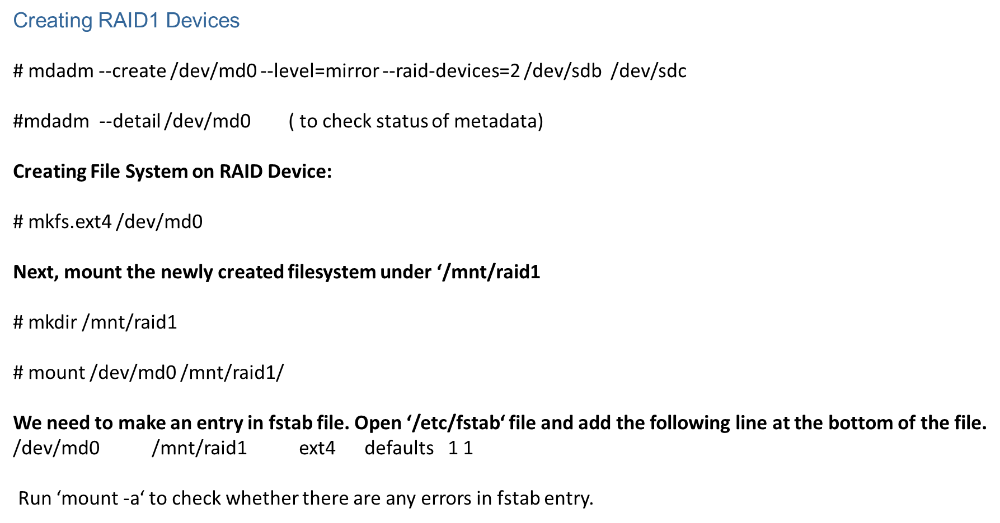 Creating RAID1 Devices
# mdadm --create /dev/md0 --level=mirror --raid-devices=2 /dev/sdb  /dev/sdc
#mdadm  --detail /dev/md0       ( to check status of metadata)
Creating File System on RAID Device:
# mkfs.ext4 /dev/md0
Next, mount the newly created filesystem under ‘/mnt/raid1
# mkdir /mnt/raid1
# mount /dev/md0 /mnt/raid1/
We need to make an entry in fstab file. Open ‘/etc/fstab‘ file and add the following line at the bottom of the file.
/dev/md0          /mnt/raid1          ext4     defaults   1 1
Run ‘mount -a‘ to check whether there are any errors in fstab entry.